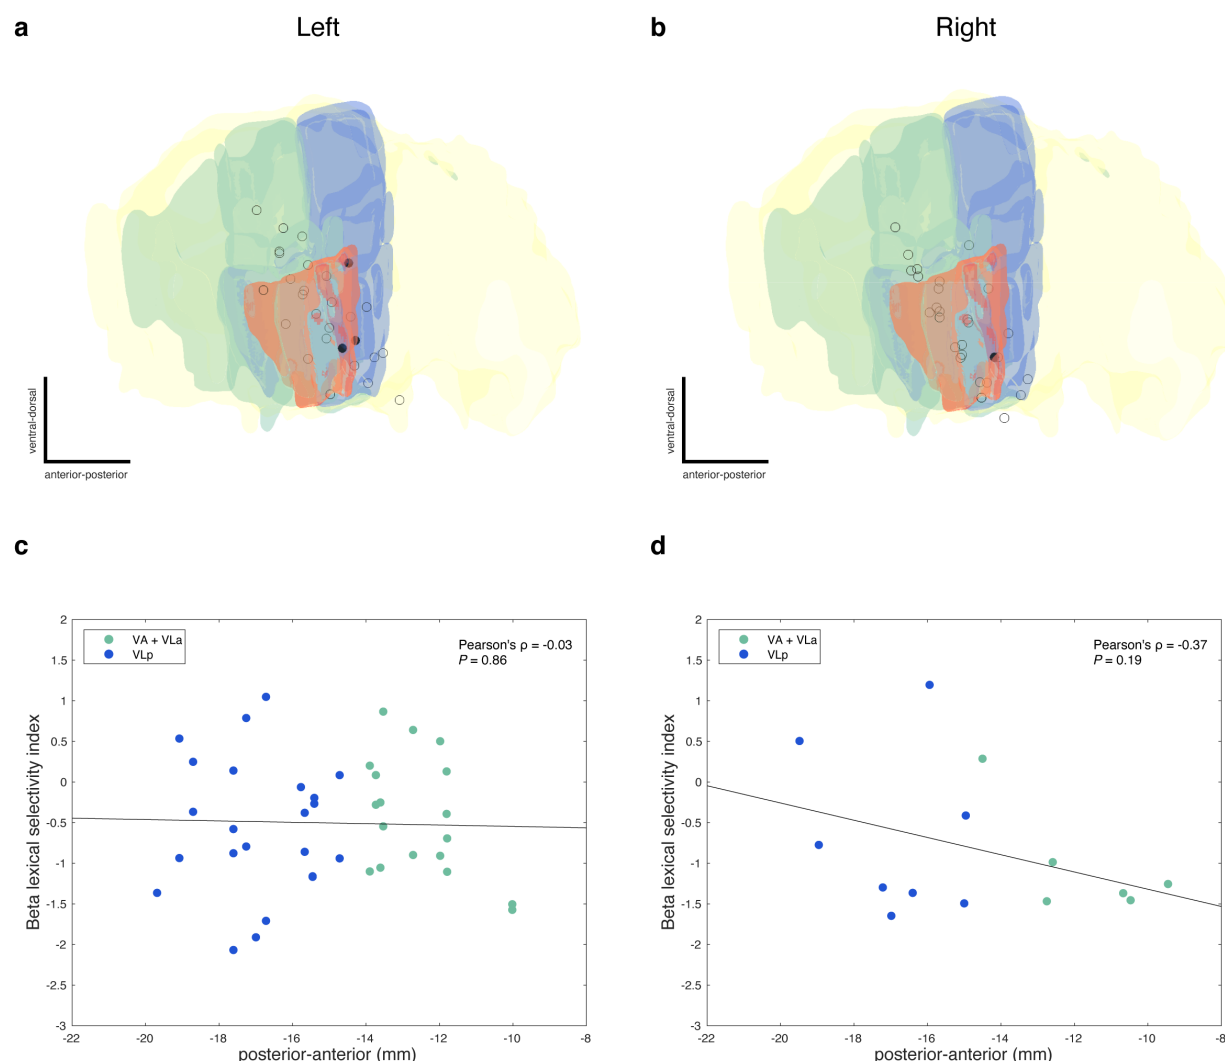 a
Left
b
Right
ventral-dorsal
anterior-posterior
ventral-dorsal
anterior-posterior
c
d
2
1.5
1
0.5
0
-0.5
-1
-1.5
-2
-2.5
-3
Beta lexical selectivity index
VA + VLa
VLp
Pearson's ρ = -0.03
P = 0.86
-22
-20
-18
-16
-14
-12
-10
-8
posterior-anterior (mm)
2
1.5
1
0.5
0
-0.5
-1
-1.5
-2
-2.5
-3
Beta lexical selectivity index
VA + VLa
VLp
Pearson's ρ = -0.37
P = 0.19
-22
-20
-18
-16
-14
-12
-10
-8
posterior-anterior (mm)